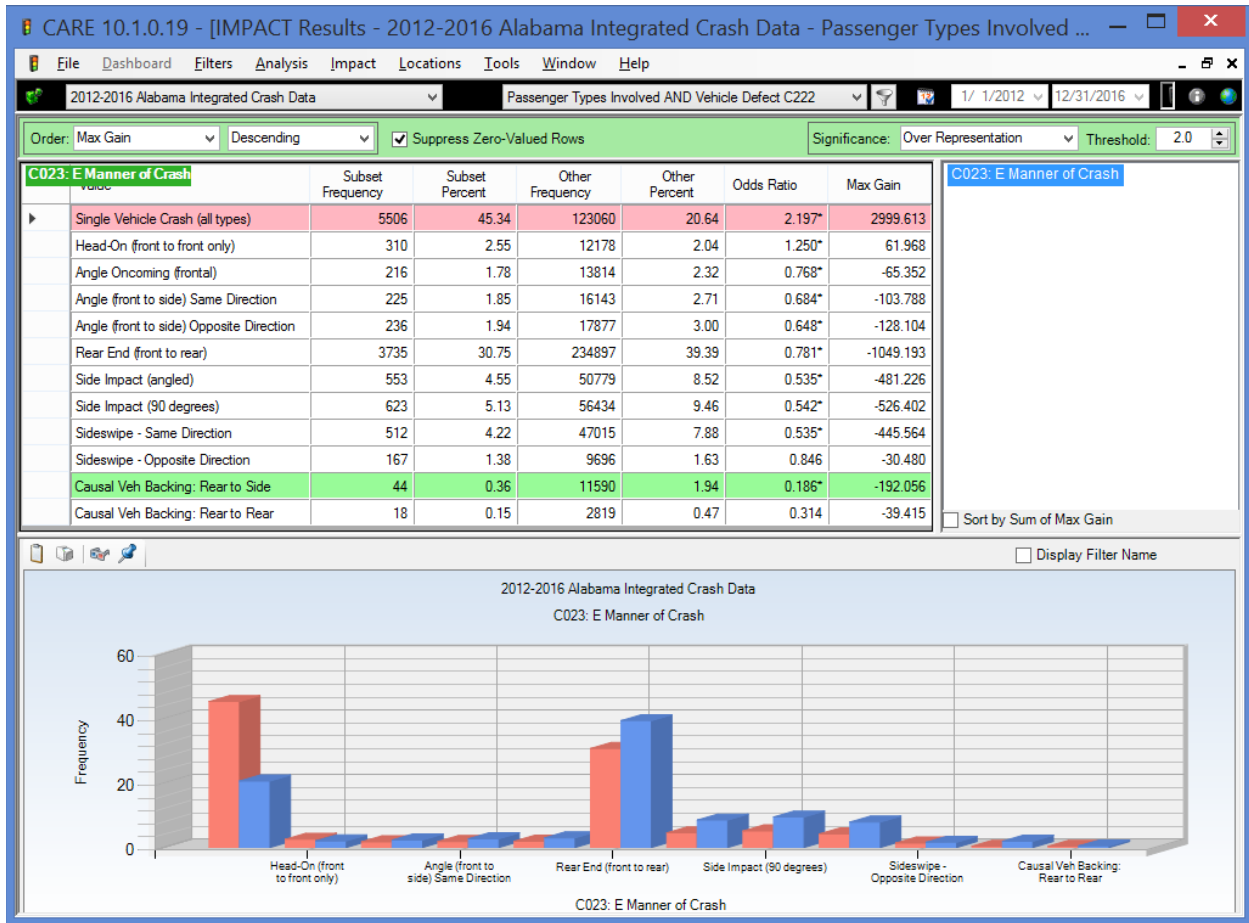 CARE 10.1.0.19 - [IMPACT Results - 2012-2016 Alabama Integrated Crash Data - Passenger Types Involved ...
File Dashboard Filters Analysis Impact Locations Tools Window Help
2012-2016 Alabama Integrated Crash Data Passenger Types Involved AND Vehicle Defect C222 1/ 1/2012 12/31/2016
Order: Max Gain Descending Suppress Zero-Valued Rows Significance: Over Representation Threshold: 2.0
C023: E Manner of Crash Subset Frequency Subset Percent Other Frequency Other Percent Odds Ratio Max Gain C023: E Manner of Crash
Single Vehicle Crash (all types) 5506 45.34 123060 20.64 2.197* 2999.613
Head-On (front to front only) 310 2.55 12178 2.04 1.250* 61.968
Angle Oncoming (frontal) 216 1.78 13814 2.32 0.768* -65.352
Angle (front to side) Same Direction 225 1.85 16143 2.71 0.684* -103.788
Angle (front to side) Opposite Direction 236 1.94 17877 3.00 0.648* -128.104
Rear End (front to rear) 3735 30.75 234897 39.39 0.781* -1049.193
Side Impact (angled) 553 4.55 50779 8.52 0.535* -481.226
Side Impact (90 degrees) 623 5.13 56434 9.46 0.542* -526.402
Sideswipe - Same Direction 512 4.22 47015 7.88 0.535* -445.564
Sideswipe - Opposite Direction 167 1.38 9696 1.63 0.846 -30.480
Causal Veh Backing: Rear to Side 44 0.36 11590 1.94 0.186* -192.056
Causal Veh Backing: Rear to Rear 18 0.15 2819 0.47 0.314 -39.415
Sort by Sum of Max Gain
Display Filter Name
2012-2016 Alabama Integrated Crash Data
C023: E Manner of Crash
Frequency
60
40
20
0
Head-On (front to front only)
Angle (front to side) Same Direction
Rear End (front to rear)
Side Impact (90 degrees)
Sideswipe - Opposite Direction
Causal Veh Backing: Rear to Rear
C023: E Manner of Crash